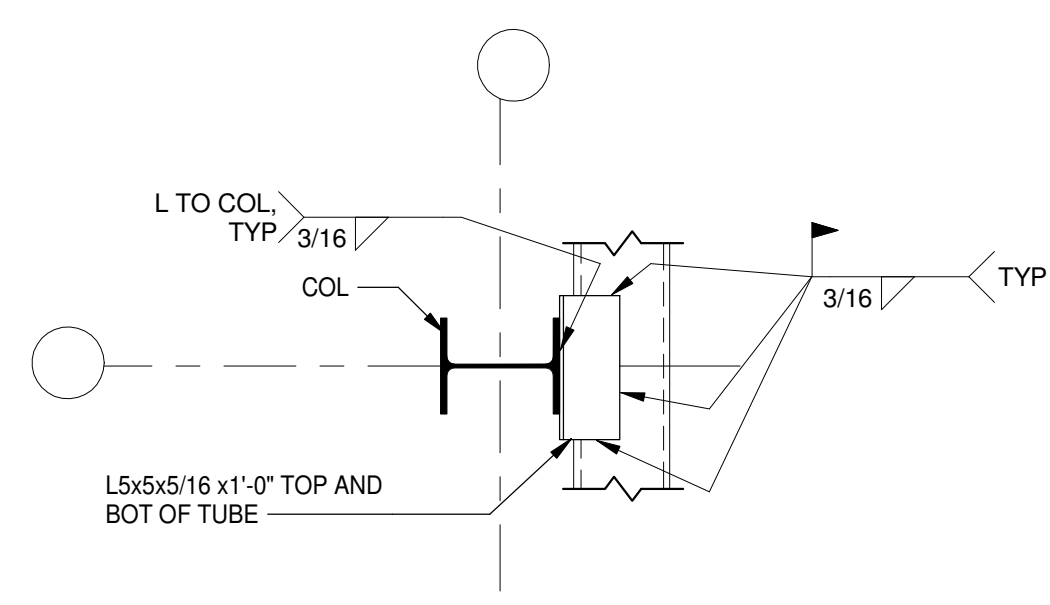 L TO COL,
TYP
3/16
COL
3/16
TYP
L5x5x5/16 x1'-0" TOP AND
BOT OF TUBE